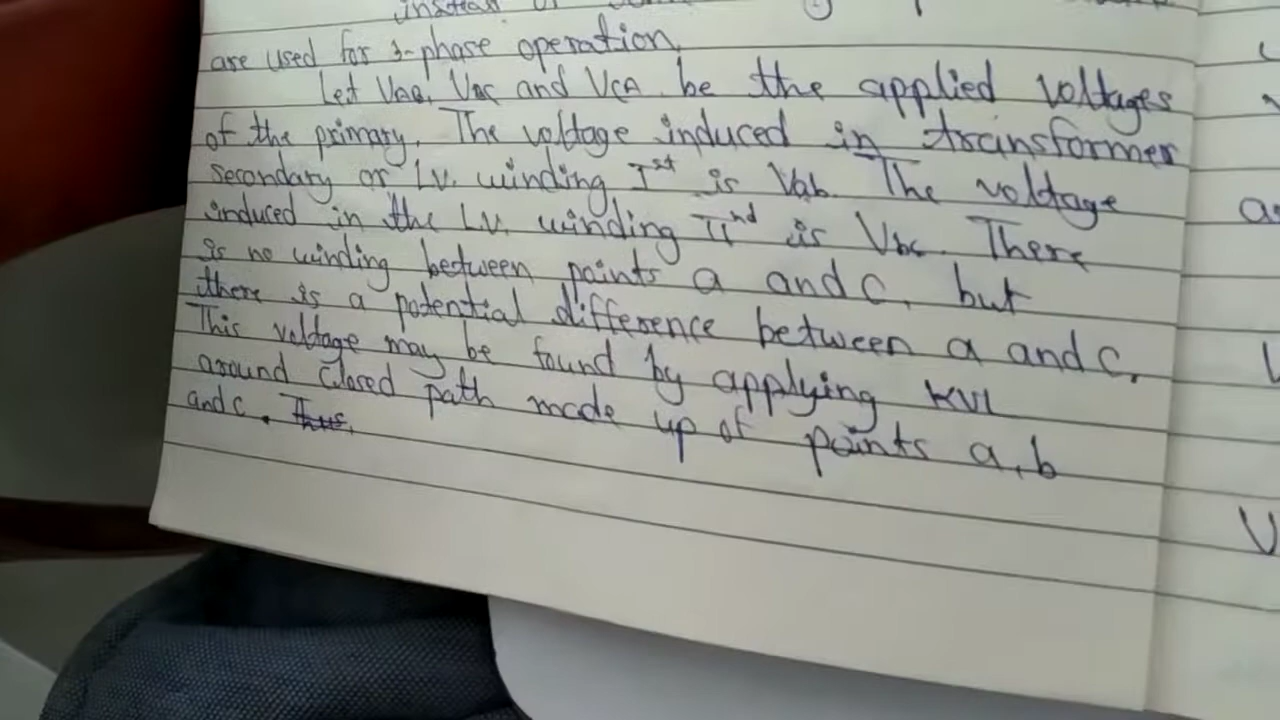 instead of
are used for 3-phase operation.
Let VAB, VBC and VCA be the applied voltages
of the primary. The voltage induced in transformer
secondary or L.V. winding Ist is Vab. The voltage
induced in the L.V. winding IInd is Vbc. There
is no winding between points a and c, but
there is a potential difference between a and c.
This voltage may be found by applying KVL
around closed path made up of points a, b
and c. Thus,